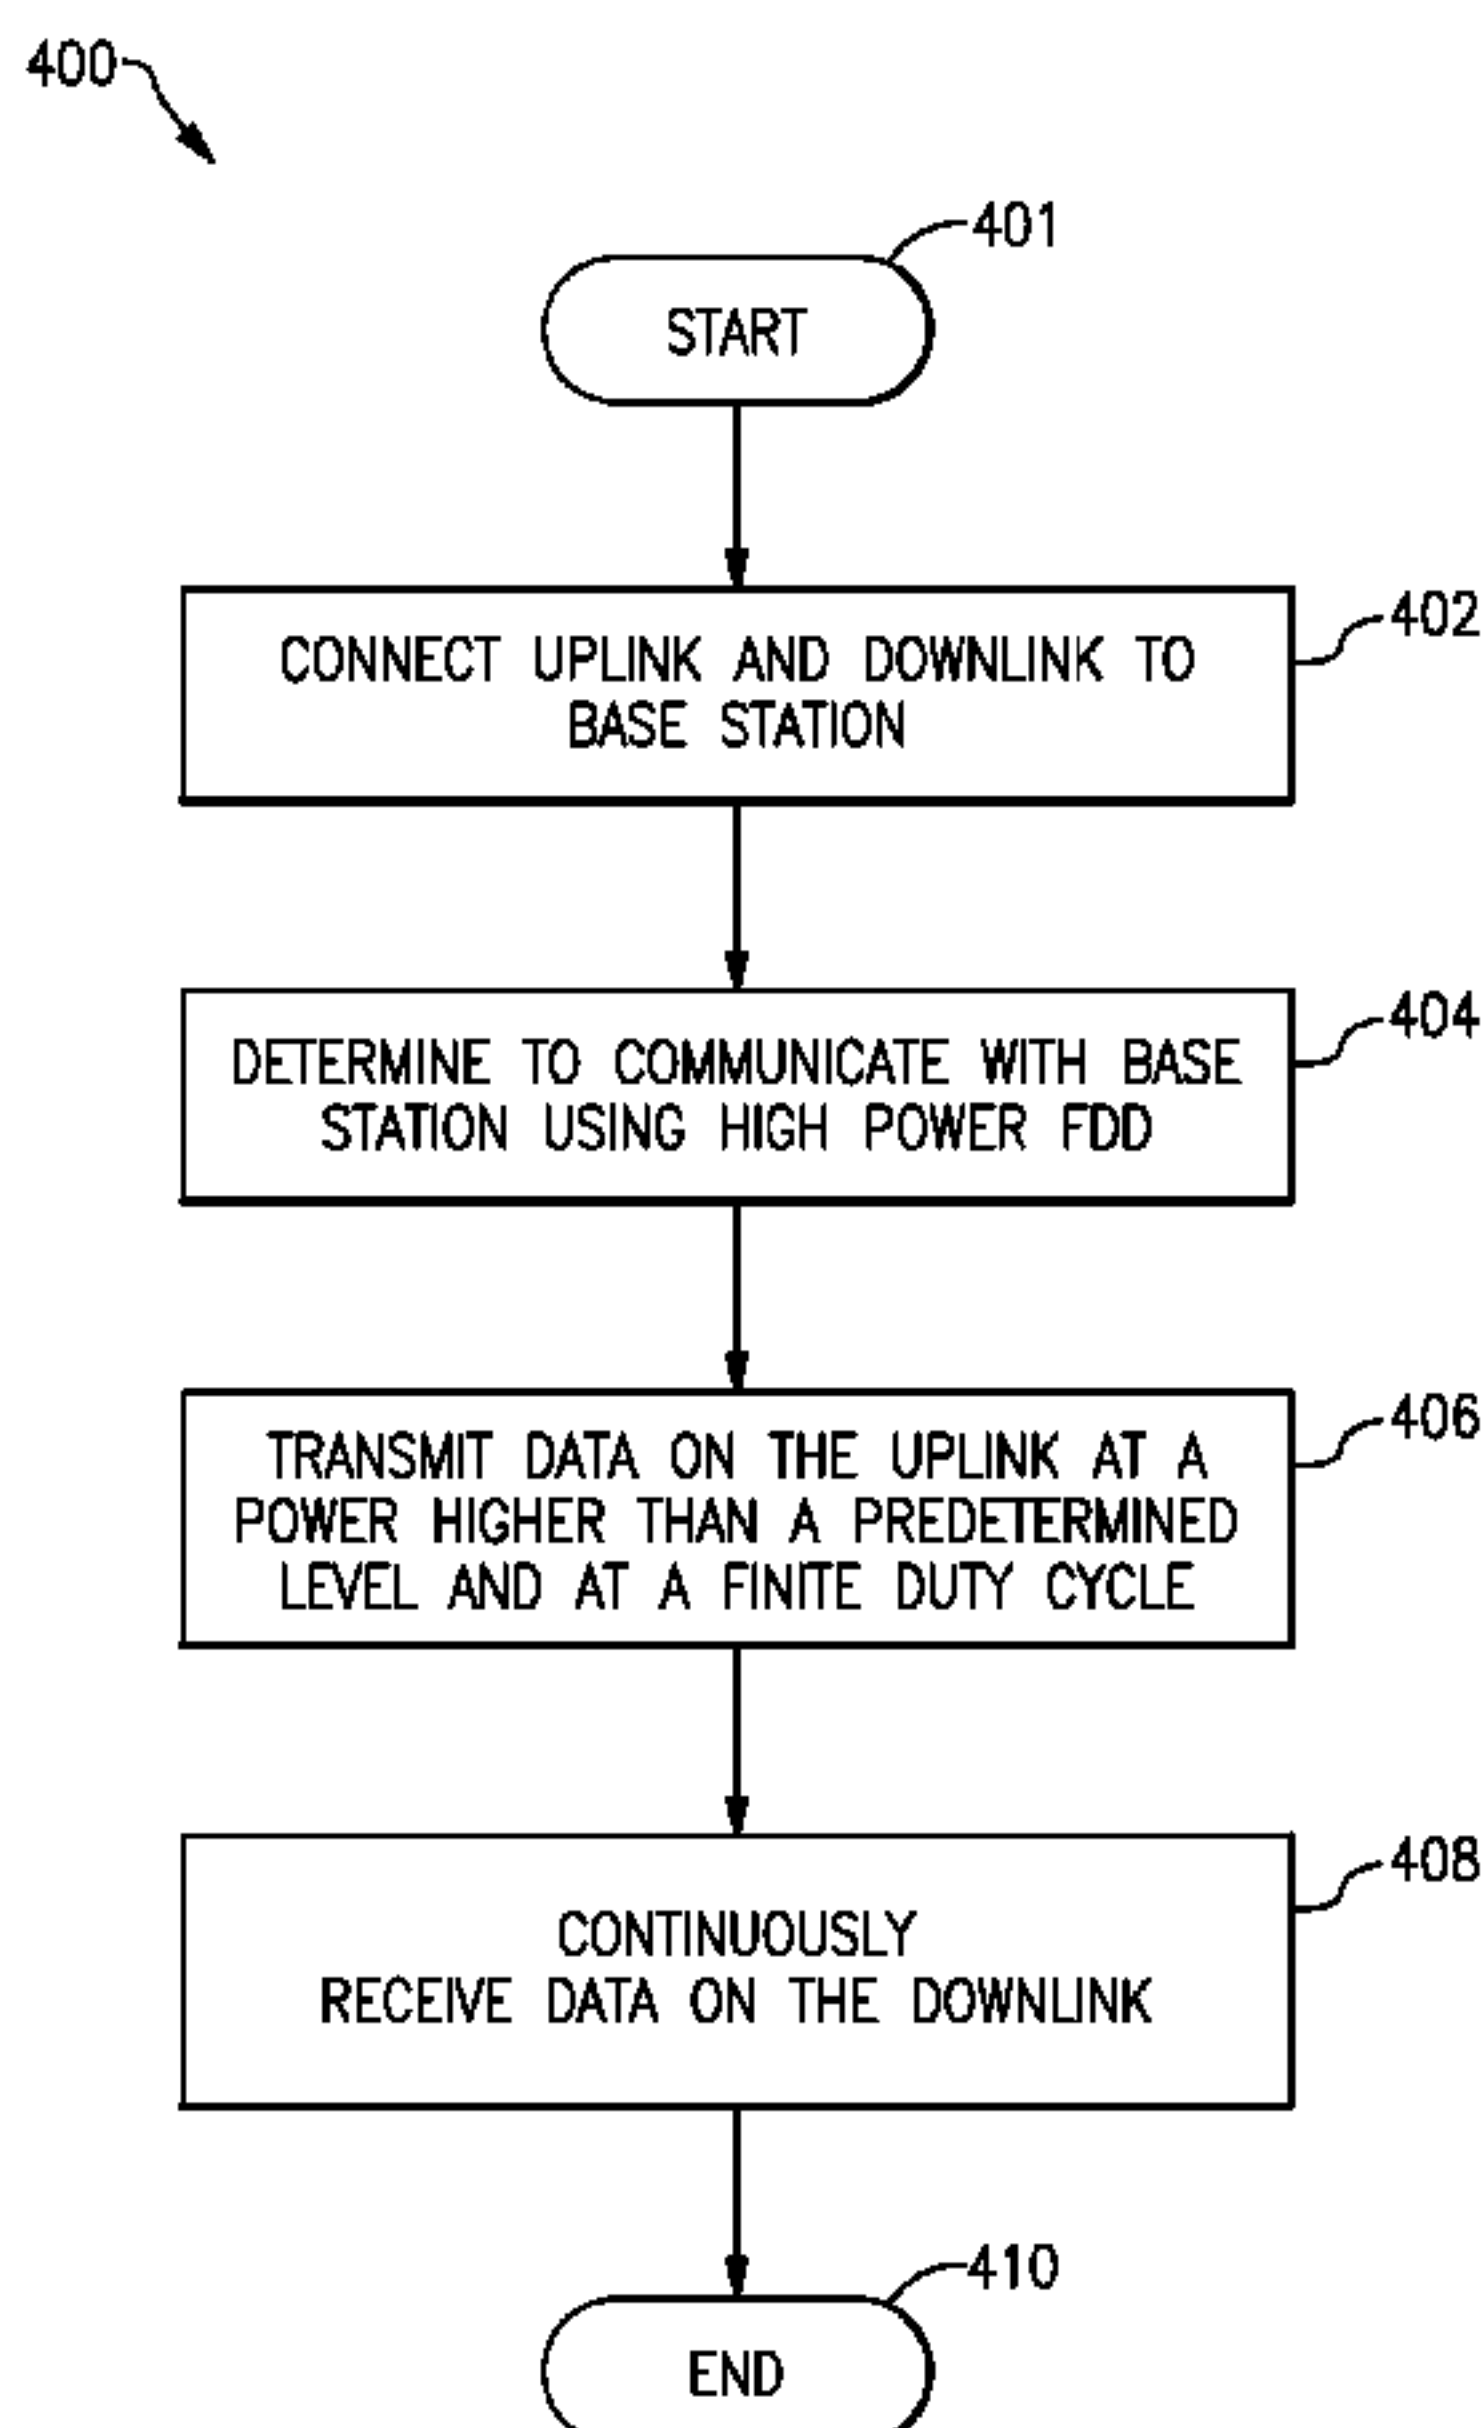 400
401
START
402
CONNECT UPLINK AND DOWNLINK TO
BASE STATION
404
DETERMINE TO COMMUNICATE WITH BASE
STATION USING HIGH POWER FDD
406
TRANSMIT DATA ON THE UPLINK AT A
POWER HIGHER THAN A PREDETERMINED
LEVEL AND AT A FINITE DUTY CYCLE
408
CONTINUOUSLY
RECEIVE DATA ON THE DOWNLINK
410
END